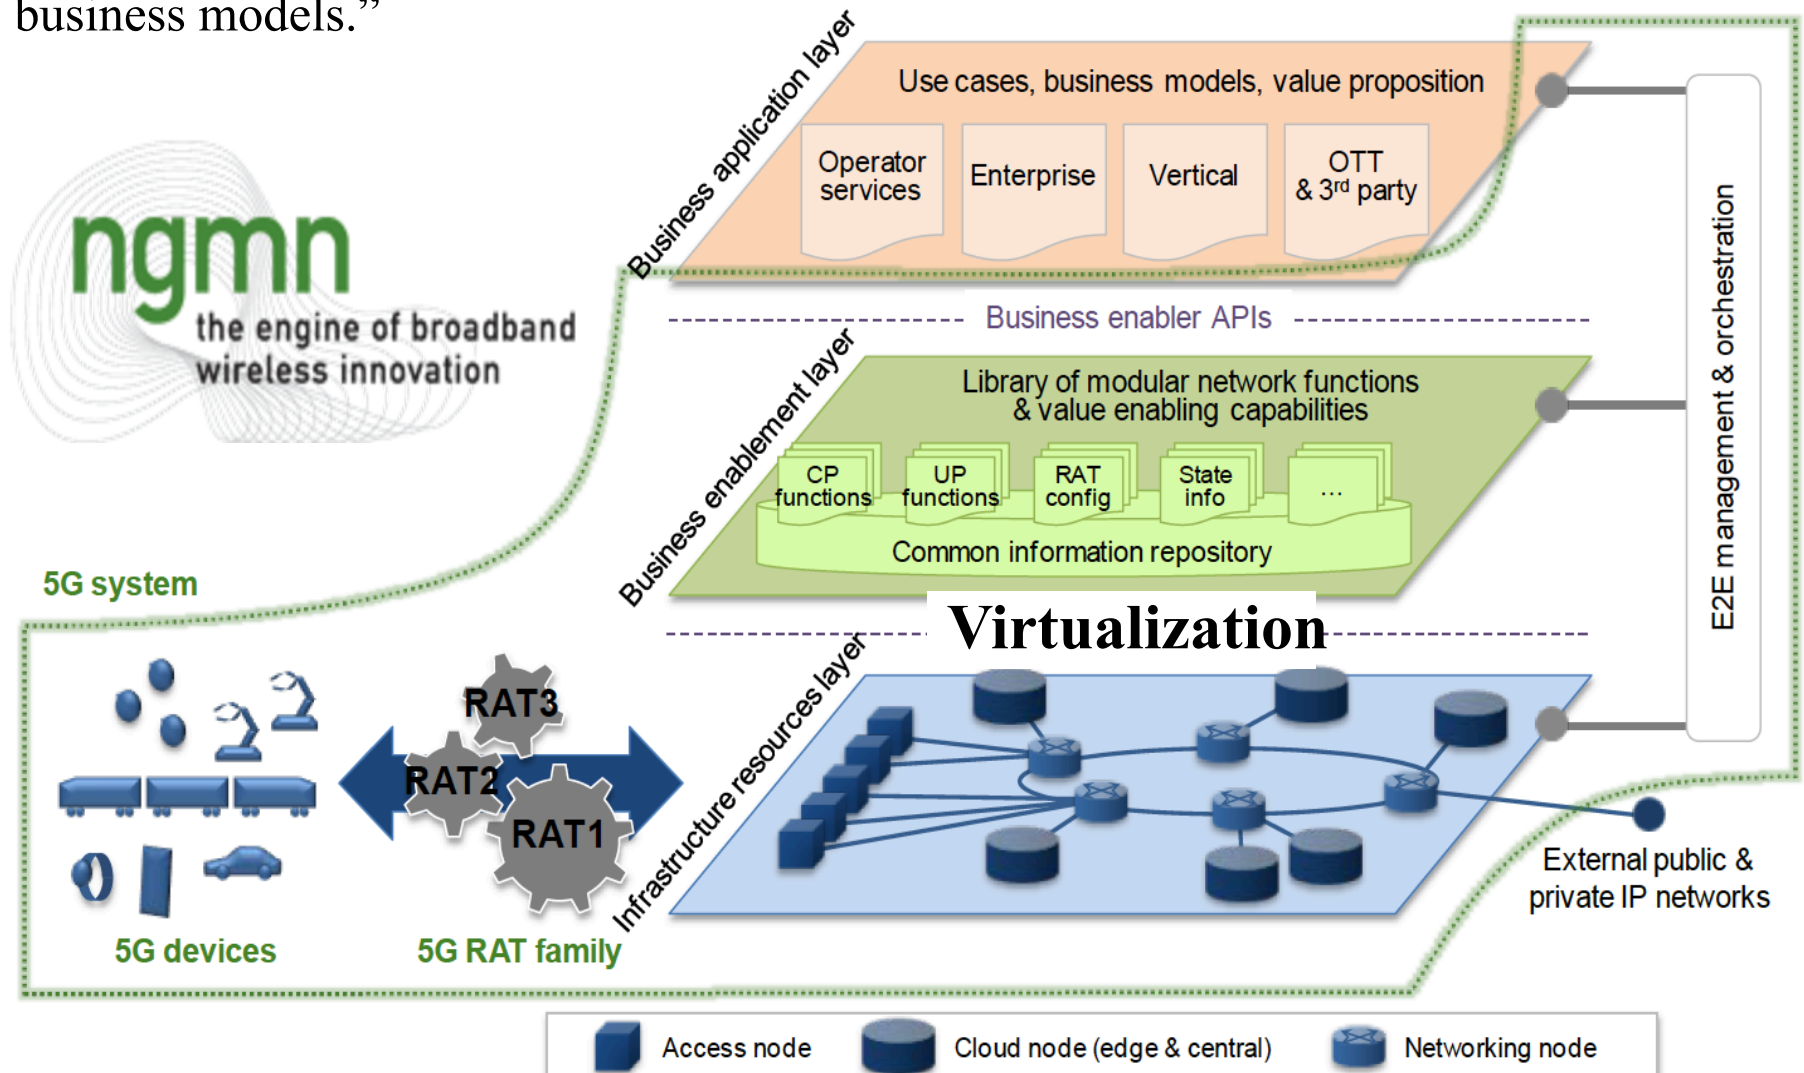 business models.”
Business application layer
Use cases, business models, value proposition
Operator
services
Enterprise
Vertical
OTT
& 3rd party
ngmn
the engine of broadband
wireless innovation
Business enabler APIs
Business enablement layer
Library of modular network functions
& value enabling capabilities
CP
functions
UP
functions
RAT
config
State
info
...
Common information repository
E2E management & orchestration
5G system
Virtualization
Infrastructure resources layer
RAT3
RAT2
RAT1
5G devices
5G RAT family
External public &
private IP networks
Access node
Cloud node (edge & central)
Networking node